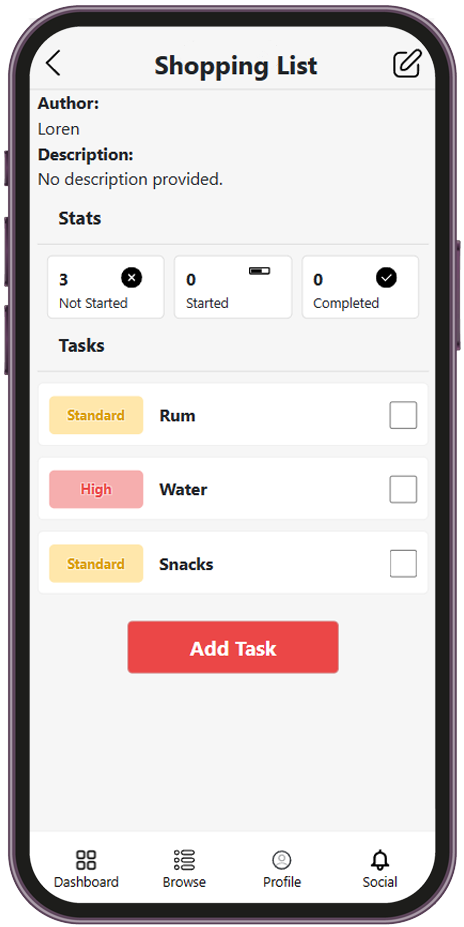 Shopping List
Author:
Loren
Description:
No description provided.
Stats
3
Not Started
0
Started
0
Completed
Tasks
Standard Rum
High Water
Standard Snacks
Add Task
Dashboard Browse Profile Social